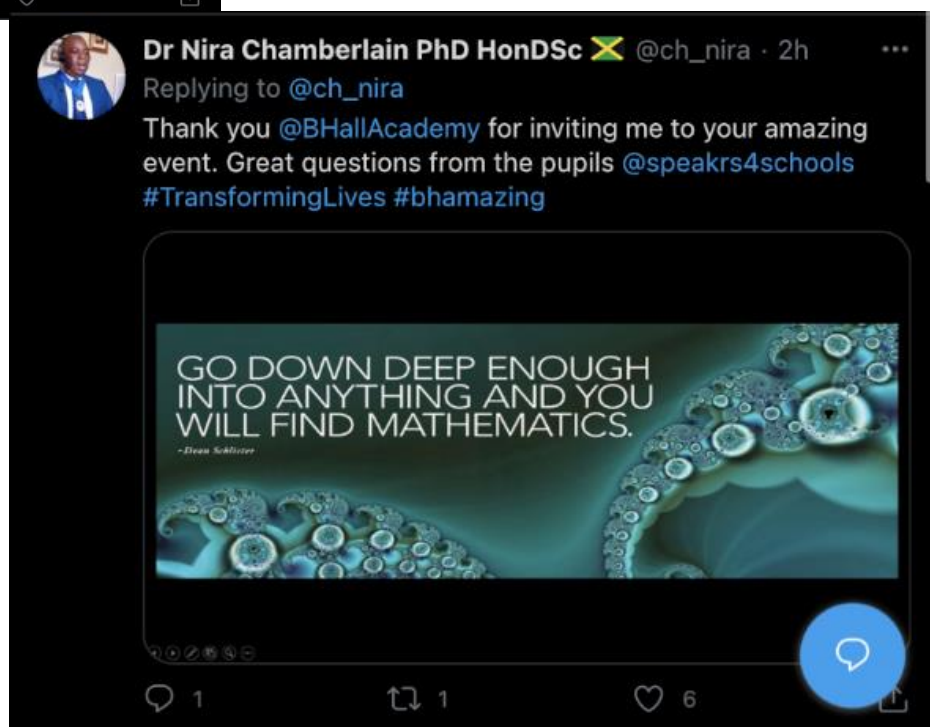 Dr Nira Chamberlain PhD HonDSc 🇯🇲 @ch_nira · 2h
Replying to @ch_nira
Thank you @BHallAcademy for inviting me to your amazing
event. Great questions from the pupils @speakrs4schools
#TransformingLives #bhamazing
GO DOWN DEEP ENOUGH
INTO ANYTHING AND YOU
WILL FIND MATHEMATICS.
~Dean Schlicter
1 1 6